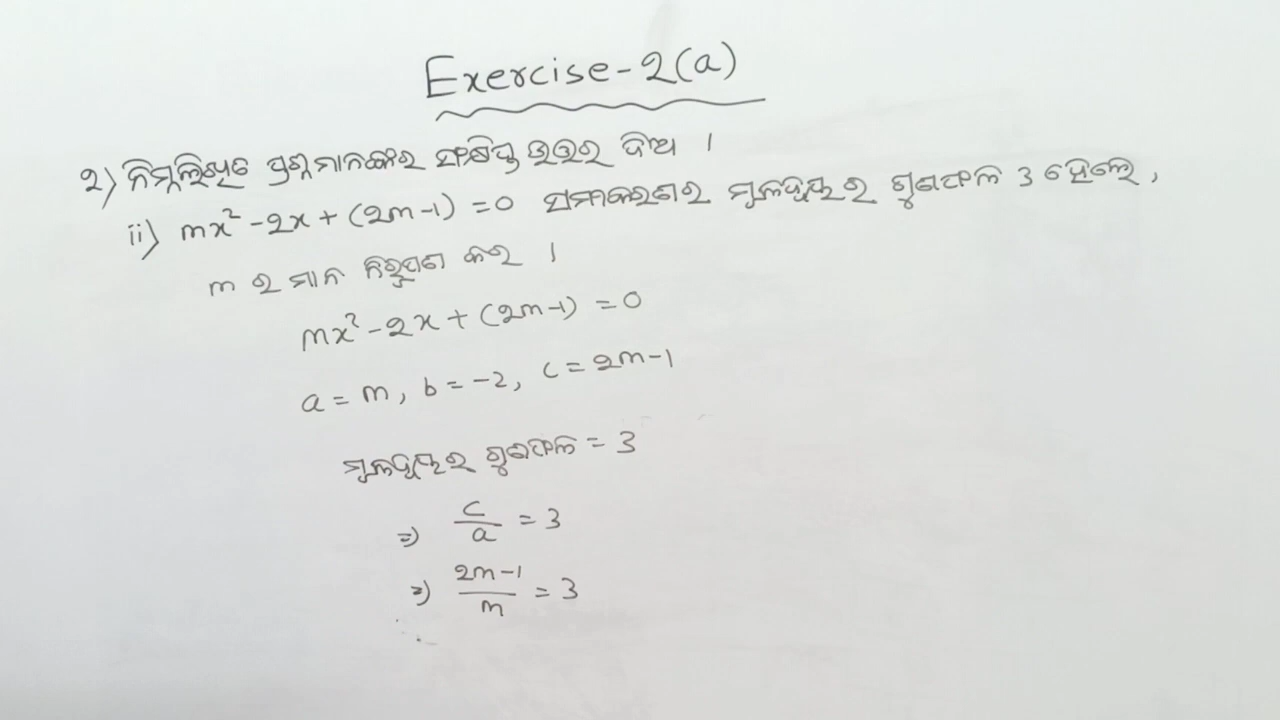 Exercise-2(a)
2) ନିମ୍ନଲିଖିତ ପ୍ରଶ୍ନମାନଙ୍କର ସଂକ୍ଷିପ୍ତ ଉତ୍ତର ଦିଅ ।
ii) mx² - 2x + (2m-1) = 0 ସମୀକରଣର ମୂଳଦ୍ୱୟର ଗୁଣଫଳ 3 ହେଲେ,
m ର ମାନ ନିରୂପଣ କର ।
mx² - 2x + (2m-1) = 0
a = m, b = -2, c = 2m-1
ମୂଳଦ୍ୱୟର ଗୁଣଫଳ = 3
⇒ c/a = 3
⇒ (2m-1)/m = 3